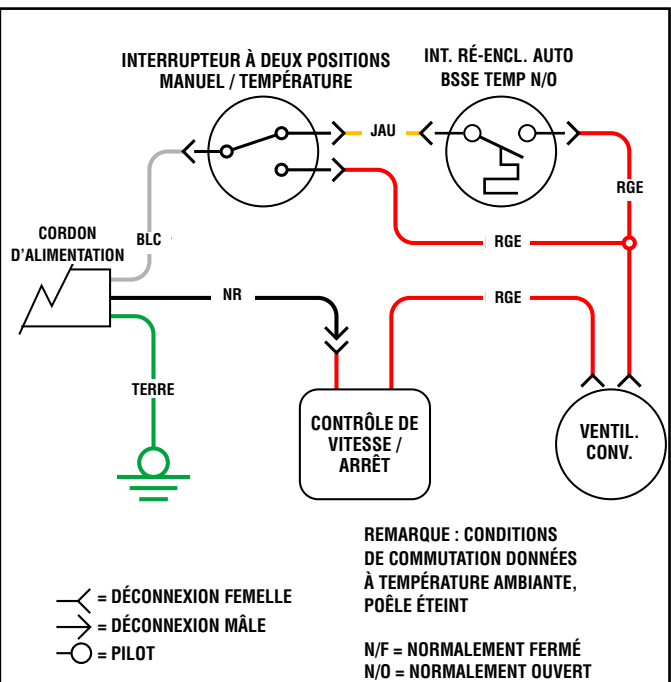 INTERRUPTEUR À DEUX POSITIONS
MANUEL / TEMPÉRATURE
INT. RÉ-ENCL. AUTO
BSSE TEMP N/O
JAU
RGE
CORDON
D'ALIMENTATION
BLC
RGE
NR
RGE
TERRE
CONTRÔLE DE
VITESSE /
ARRÊT
VENTIL.
CONV.
REMARQUE : CONDITIONS
DE COMMUTATION DONNÉES
À TEMPÉRATURE AMBIANTE,
POÊLE ÉTEINT
= DÉCONNEXION FEMELLE
= DÉCONNEXION MÂLE
= PILOT
N/F = NORMALEMENT FERMÉ
N/O = NORMALEMENT OUVERT